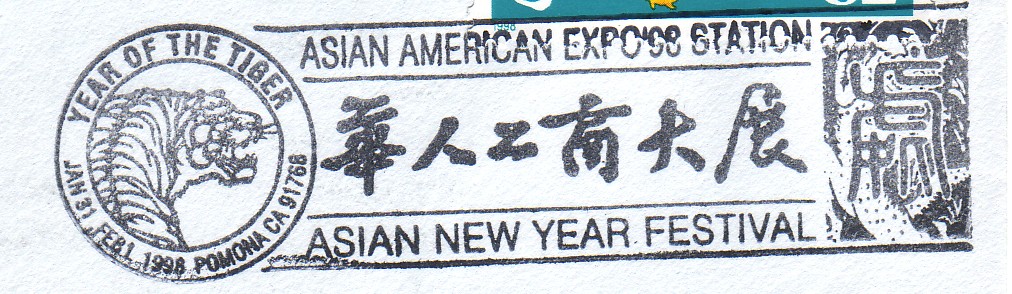 1998
YEAR OF THE TIGER
JAN 31, FEB.1, 1998 POMONA CA 91768
ASIAN AMERICAN EXPO'98 STATION
華人工商大展
ASIAN NEW YEAR FESTIVAL